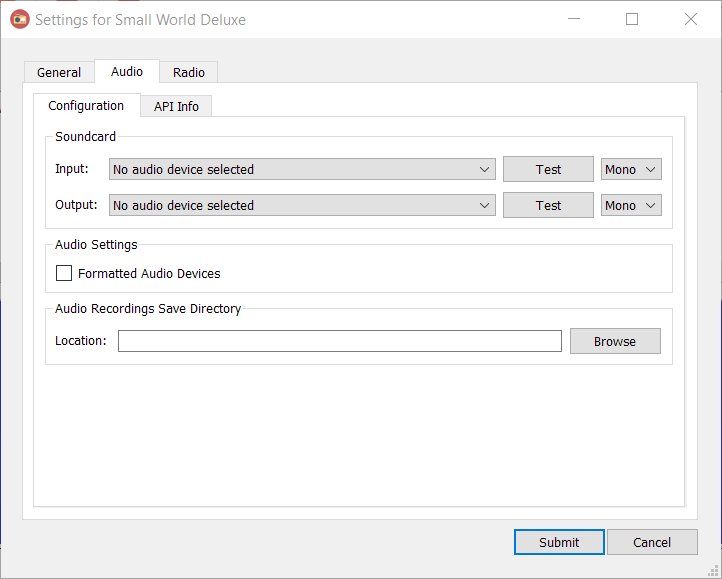 Settings for Small World Deluxe
General Audio Radio
Configuration API Info
Soundcard
Input: No audio device selected Test Mono
Output: No audio device selected Test Mono
Audio Settings
Formatted Audio Devices
Audio Recordings Save Directory
Location: Browse
Submit Cancel